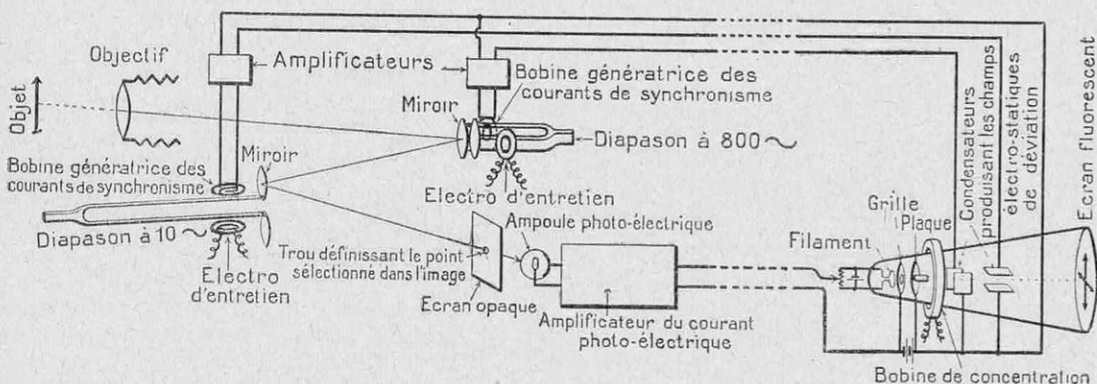 Objet
Objectif
Amplificateurs
Bobine génératrice des
courants de synchronisme
Miroir
Diapason à 800 ~
Electro d'entretien
Bobine génératrice des
courants de synchronisme
Miroir
Diapason à 10 ~
Electro
d'entretien
Trou définissant le point
sélectionné dans l'image
Ecran opaque
Ampoule photo-électrique
Amplificateur du courant
photo-électrique
Filament
Grille
Plaque
Condensateurs
produisant les champs
électro-statiques
de déviation
Ecran fluorescent
Bobine de concentration